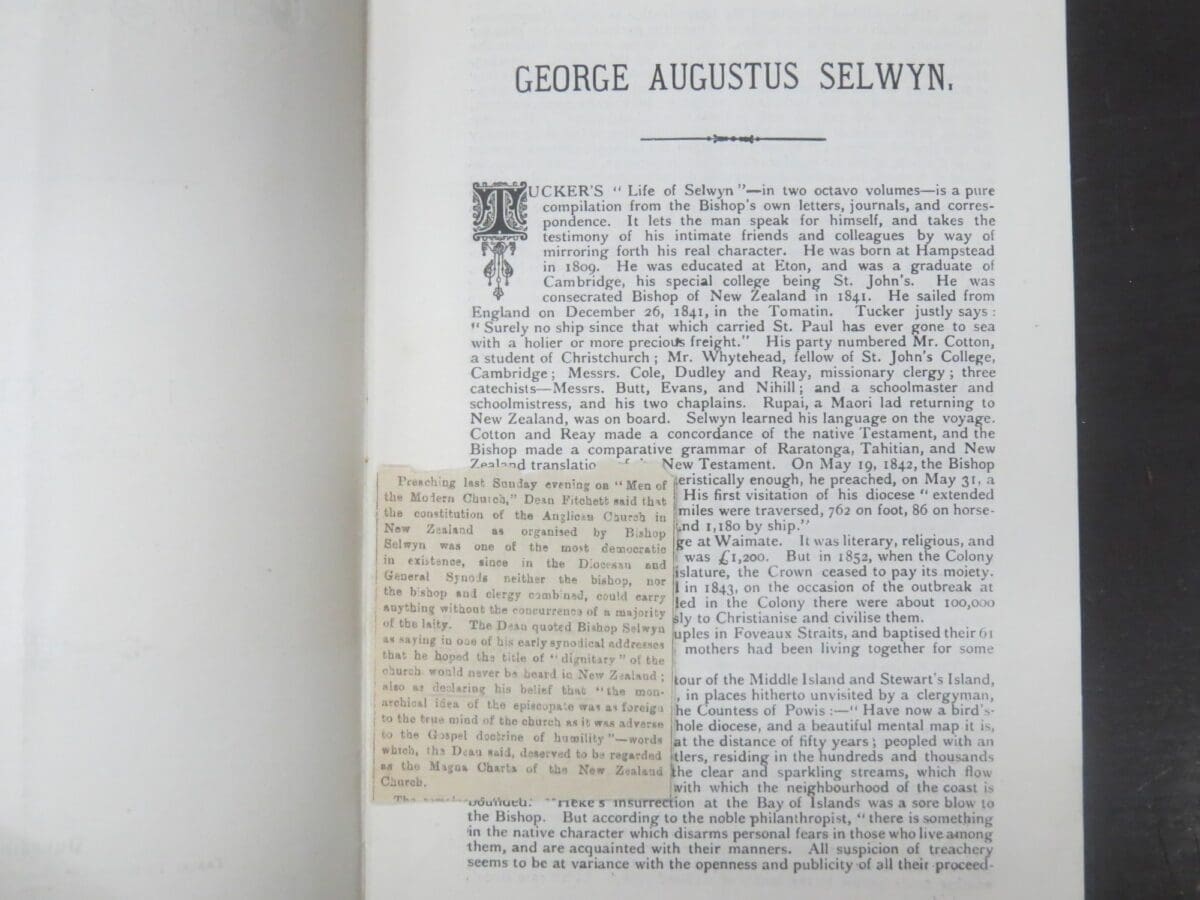 GEORGE AUGUSTUS SELWYN.
TUCKER'S "Life of Selwyn"—in two octavo volumes—is a pure
compilation from the Bishop's own letters, journals, and corres-
pondence. It lets the man speak for himself, and takes the
testimony of his intimate friends and colleagues by way of
mirroring forth his real character. He was born at Hampstead
in 1809. He was educated at Eton, and was a graduate of
Cambridge, his special college being St. John's. He was
consecrated Bishop of New Zealand in 1841. He sailed from
England on December 26, 1841, in the Tomatin. Tucker justly says:
"Surely no ship since that which carried St. Paul has ever gone to sea
with a holier or more precious freight." His party numbered Mr. Cotton,
a student of Christchurch; Mr. Whytehead, fellow of St. John's College,
Cambridge; Messrs. Cole, Dudley and Reay, missionary clergy; three
catechists—Messrs. Butt, Evans, and Nihill; and a schoolmaster and
schoolmistress, and his two chaplains. Rupai, a Maori lad returning to
New Zealand, was on board. Selwyn learned his language on the voyage.
Cotton and Reay made a concordance of the native Testament, and the
Bishop made a comparative grammar of Raratonga, Tahitian, and New
Zealand translatio New Testament. On May 19, 1842, the Bishop
eristically enough, he preached, on May 31, a
His first visitation of his diocese "extended
miles were traversed, 762 on foot, 86 on horse-
nd 1,180 by ship."
ge at Waimate. It was literary, religious, and
was £1,200. But in 1852, when the Colony
islature, the Crown ceased to pay its moiety.
l in 1843, on the occasion of the outbreak at
led in the Colony there were about 100,000
sly to Christianise and civilise them.
uples in Foveaux Straits, and baptised their 61
mothers had been living together for some
tour of the Middle Island and Stewart's Island,
, in places hitherto unvisited by a clergyman,
he Countess of Powis:—"Have now a bird's-
hole diocese, and a beautiful mental map it is,
at the distance of fifty years; peopled with an
tlers, residing in the hundreds and thousands
the clear and sparkling streams, which flow
with which the neighbourhood of the coast is
bounded. "Heke's insurrection at the Bay of Islands was a sore blow to
the Bishop. But according to the noble philanthropist, "there is something
in the native character which disarms personal fears in those who live among
them, and are acquainted with their manners. All suspicion of treachery
seems to be at variance with the openness and publicity of all their proceed-
Preaching last Sunday evening on "Men of
the Modern Church," Dean Fitchett said that
the constitution of the Anglican Church in
New Zealand as organised by Bishop
Selwyn was one of the most democratic
in existence, since in the Diocesan and
General Synods neither the bishop, nor
the bishop and clergy combined, could carry
anything without the concurrence of a majority
of the laity. The Dean quoted Bishop Selwyn
as saying in one of his early synodical addresses
that he hoped the title of "dignitary" of the
church would never be heard in New Zealand;
also as declaring his belief that "the mon-
archical idea of the episcopate was as foreign
to the true mind of the church as it was adverse
to the Gospel doctrine of humility"—words
which, the Dean said, deserved to be regarded
as the Magna Charta of the New Zealand
Church.